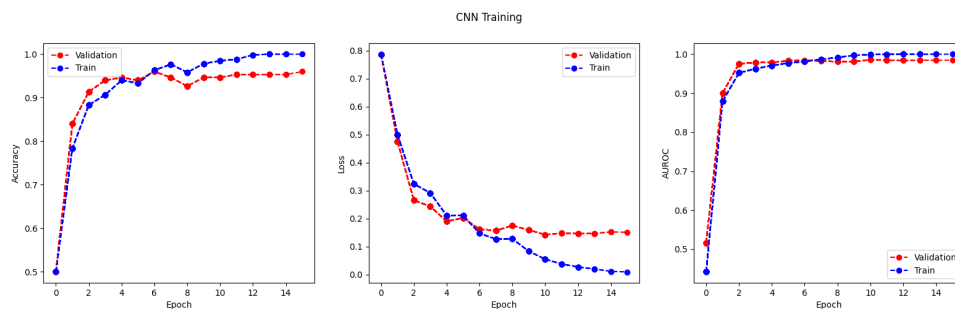 CNN Training
1.0
0.9
0.8
0.7
0.6
0.5
Accuracy
Validation
Train
0 2 4 6 8 10 12 14
Epoch
0.8
0.7
0.6
0.5
0.4
0.3
0.2
0.1
0.0
Loss
Validation
Train
0 2 4 6 8 10 12 14
Epoch
1.0
0.9
0.8
0.7
0.6
0.5
AUROC
Validation
Train
0 2 4 6 8 10 12 14
Epoch